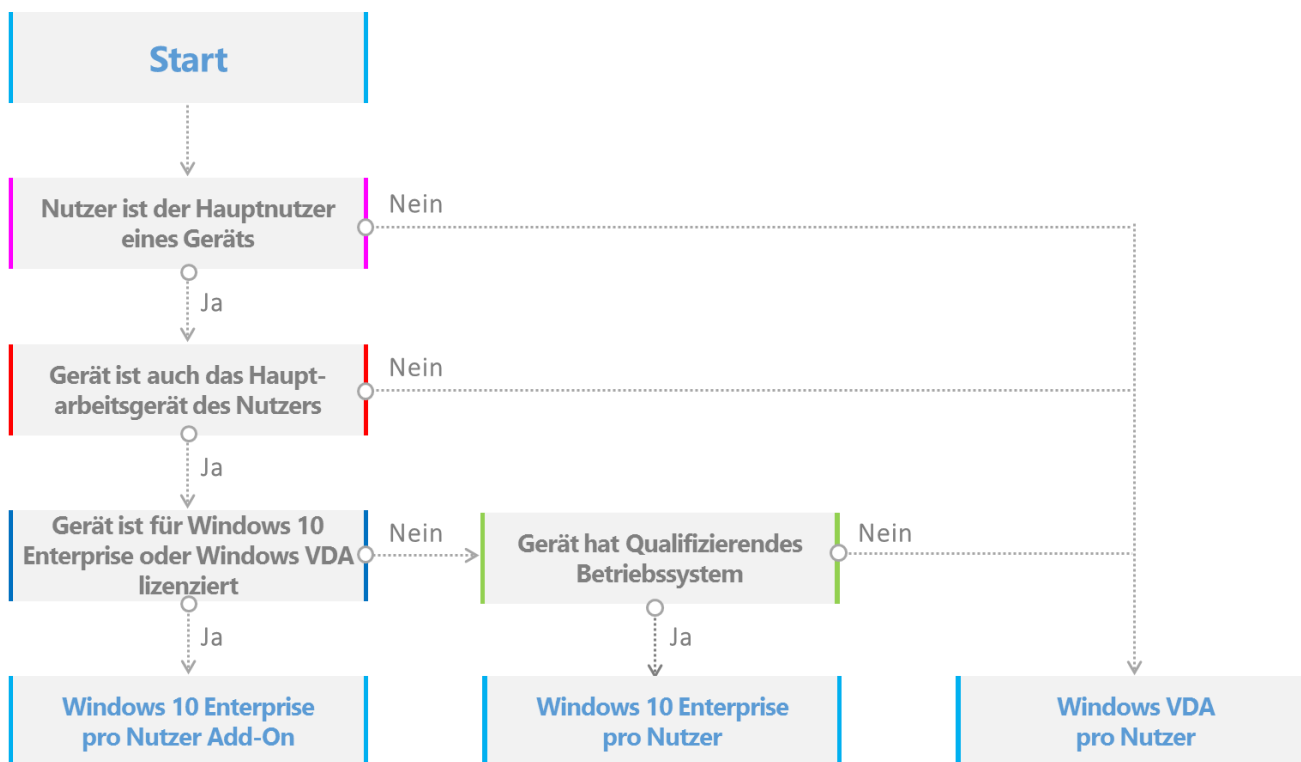 Start
Nutzer ist der Hauptnutzer
eines Geräts
Nein
Ja
Gerät ist auch das Haupt-
arbeitsgerät des Nutzers
Nein
Ja
Gerät ist für Windows 10
Enterprise oder Windows VDA
lizenziert
Nein
Gerät hat Qualifizierendes
Betriebssystem
Nein
Ja
Ja
Windows 10 Enterprise
pro Nutzer Add-On
Windows 10 Enterprise
pro Nutzer
Windows VDA
pro Nutzer